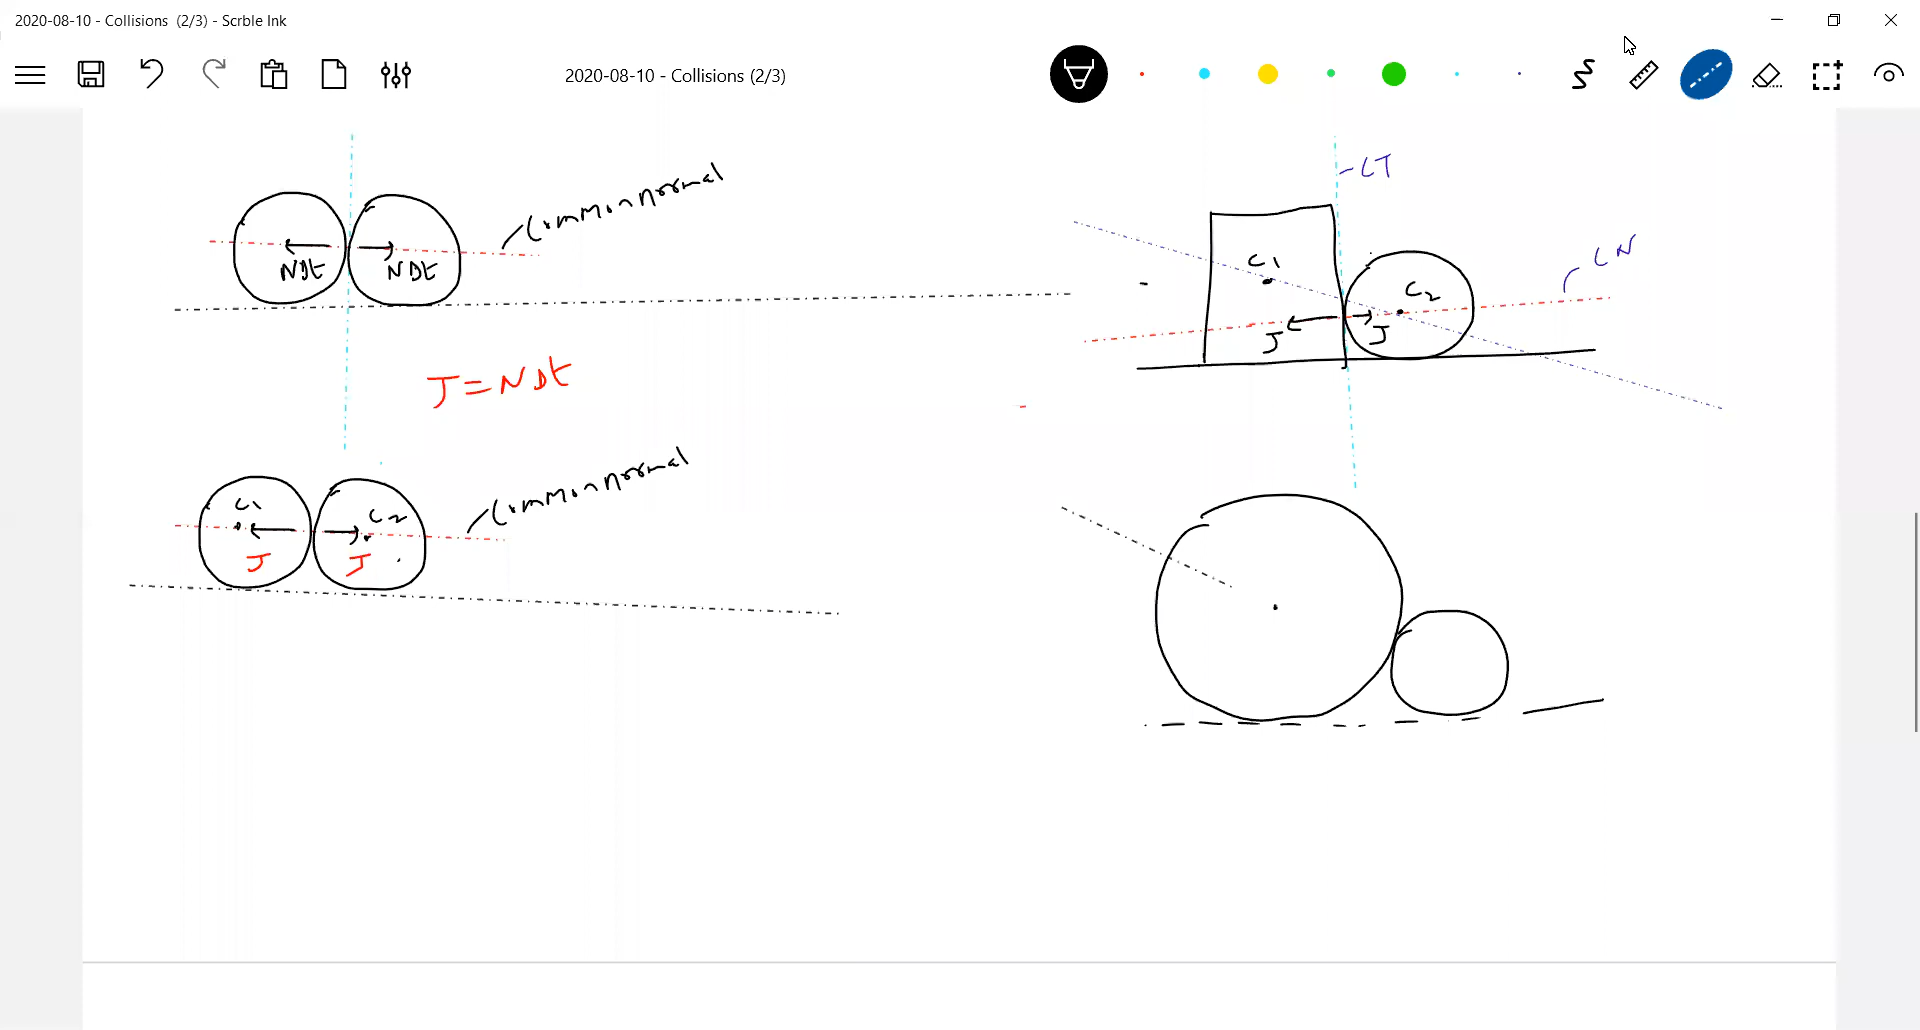 2020-08-10 - Collisions (2/3) - Scrble Ink
2020-08-10 - Collisions (2/3)
Common normal
NΔt NΔt
J = NΔt
Common normal
C1 C2
J J
CT
CN
C1
C2
J J